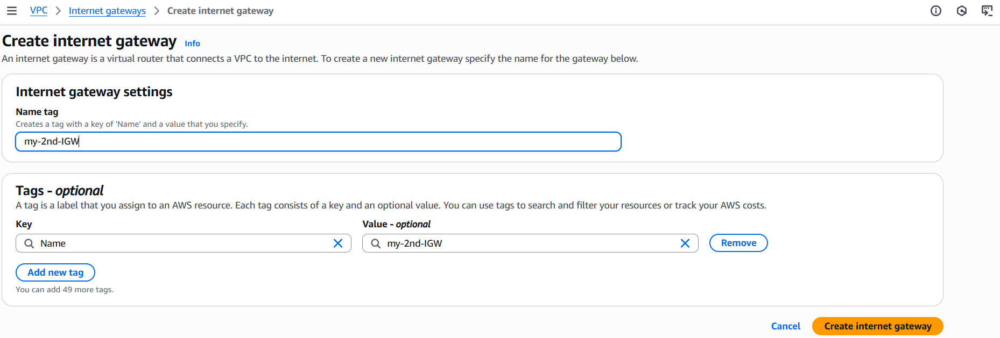 VPC > Internet gateways > Create internet gateway
Create internet gateway Info
An internet gateway is a virtual router that connects a VPC to the internet. To create a new internet gateway specify the name for the gateway below.
Internet gateway settings
Name tag
Creates a tag with a key of 'Name' and a value that you specify.
my-2nd-IGW
Tags - optional
A tag is a label that you assign to an AWS resource. Each tag consists of a key and an optional value. You can use tags to search and filter your resources or track your AWS costs.
Key Value - optional
Name my-2nd-IGW Remove
Add new tag
You can add 49 more tags.
Cancel Create internet gateway